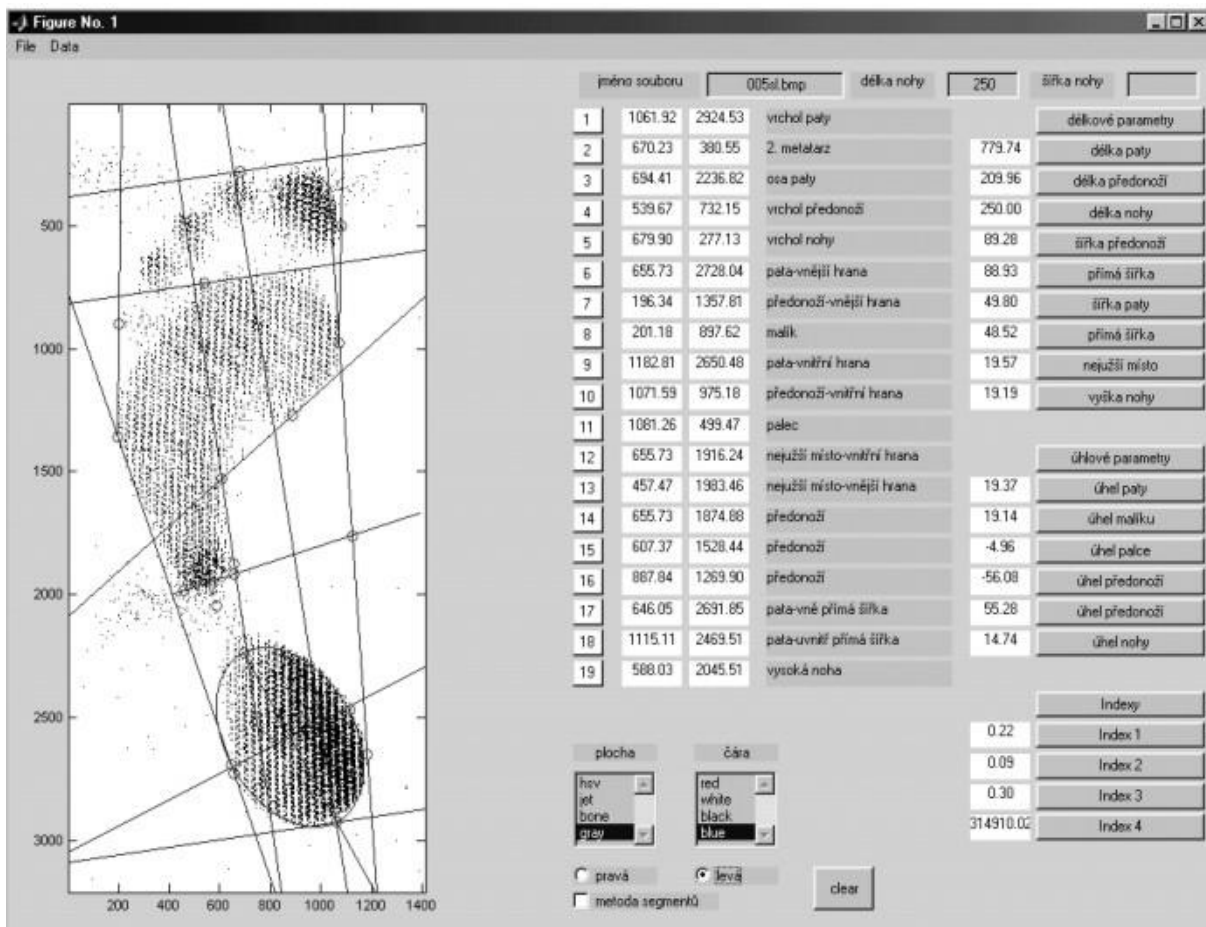 Figure No. 1
File Data
jméno souboru 005sl.bmp délka nohy 250 šířka nohy
1 1061.92 2924.53 vrchol paty délkové parametry
2 670.23 380.55 2. metatarz 779.74 délka paty
3 694.41 2236.82 osa paty 209.96 délka předonoží
4 539.67 732.15 vrchol předonoží 250.00 délka nohy
5 679.90 277.13 vrchol nohy 89.28 šířka předonoží
6 655.73 2728.04 pata-vnější hrana 88.93 přímá šířka
7 196.34 1357.81 předonoží-vnější hrana 49.80 šířka paty
8 201.18 897.62 malík 48.52 přímá šířka
9 1182.81 2650.48 pata-vnitřní hrana 19.57 nejužší místo
10 1071.59 975.18 předonoží-vnitřní hrana 19.19 vyška nohy
11 1081.26 499.47 palec
12 655.73 1916.24 nejužší místo-vnitřní hrana úhlové parametry
13 457.47 1983.46 nejužší místo-vnější hrana 19.37 úhel paty
14 655.73 1874.88 předonoží 19.14 úhel malíku
15 607.37 1528.44 předonoží -4.96 úhel palce
16 887.84 1269.90 předonoží -56.08 úhel předonoží
17 646.05 2691.85 pata-vně přímá šířka 55.28 úhel předonoží
18 1115.11 2469.51 pata-uvnitř přímá šířka 14.74 úhel nohy
19 588.03 2045.51 vysoká noha
Indexy
0.22 Index 1
0.09 Index 2
0.30 Index 3
314910.02 Index 4
plocha čára
hsv red
jet white
bone black
gray blue
pravá levá
metoda segmentů
clear
500
1000
1500
2000
2500
3000
200 400 600 800 1000 1200 1400